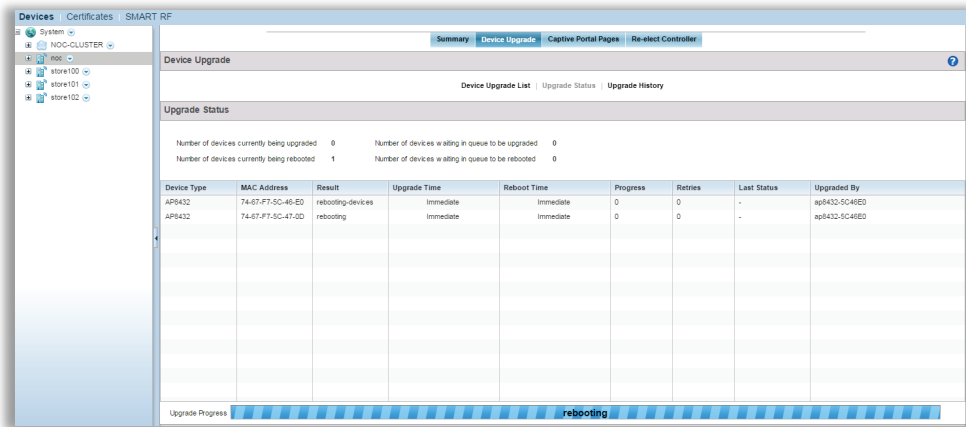 Devices | Certificates | SMART RF
System
NOC-CLUSTER
noc
store100
store101
store102
Summary Device Upgrade Captive Portal Pages Re-elect Controller
Device Upgrade ?
Device Upgrade List | Upgrade Status | Upgrade History
Upgrade Status
Number of devices currently being upgraded 0 Number of devices waiting in queue to be upgraded 0
Number of devices currently being rebooted 1 Number of devices waiting in queue to be rebooted 0
Device Type MAC Address Result Upgrade Time Reboot Time Progress Retries Last Status Upgraded By
AP8432 74-67-F7-5C-46-E0 rebooting-devices Immediate Immediate 0 0 - ap8432-5C46E0
AP8432 74-67-F7-5C-47-0D rebooting Immediate Immediate 0 0 - ap8432-5C46E0
Upgrade Progress rebooting